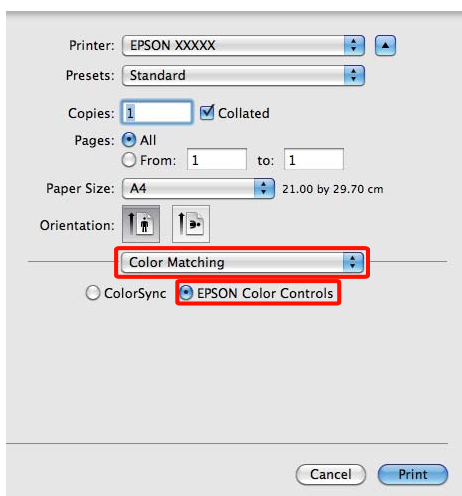 Printer: EPSON XXXXX
Presets: Standard
Copies: 1 Collated
Pages: All
From: 1 to: 1
Paper Size: A4 21.00 by 29.70 cm
Orientation:
Color Matching
ColorSync EPSON Color Controls
Cancel Print